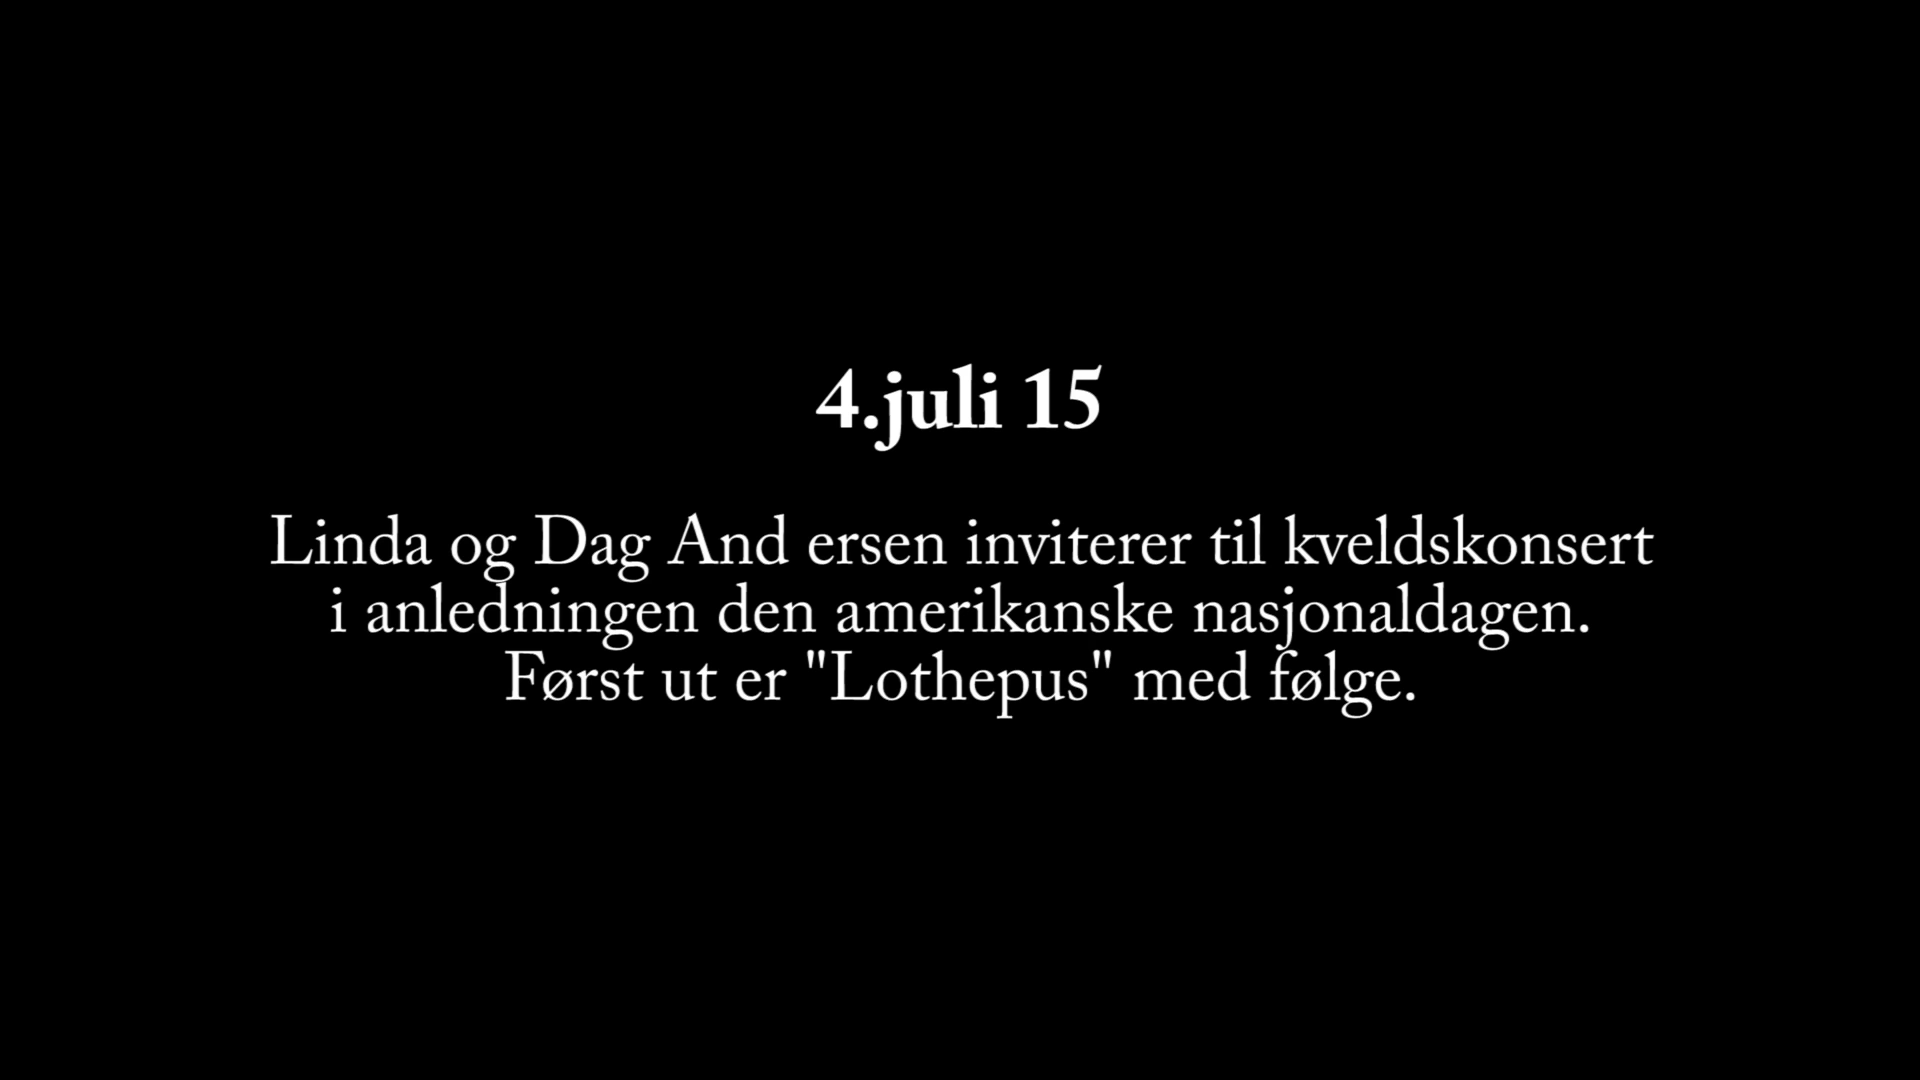 4.juli 15
Linda og Dag And ersen inviterer til kveldskonsert
i anledningen den amerikanske nasjonaldagen.
Først ut er "Lothepus" med følge.